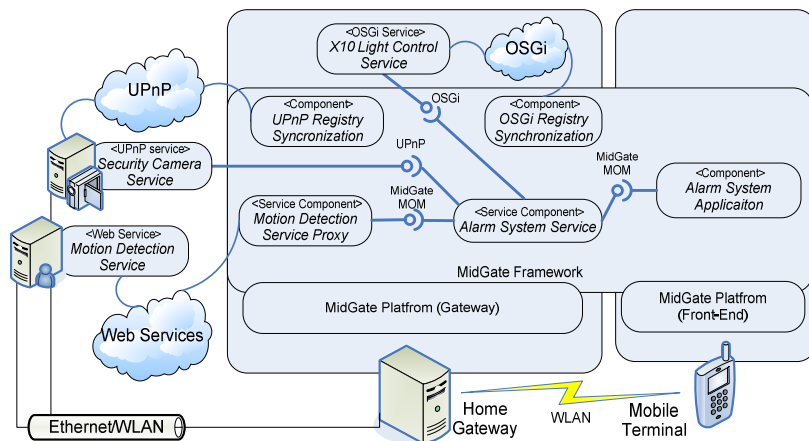 <OSGi Service>
X10 Light Control
Service
OSGi
UPnP
OSGi
<Component>
UPnP Registry
Syncronization
<Component>
OSGi Registry
Synchronization
<UPnP service>
Security Camera
Service
UPnP
MidGate
MOM
<Component>
Alarm System
Applicaiton
MidGate
MOM
<Service Component>
Motion Detection
Service Proxy
<Service Component>
Alarm System Service
<Web Service>
Motion Detection
Service
MidGate Framework
Web Services
MidGate Platfrom (Gateway)
MidGate Platfrom
(Front-End)
Ethernet/WLAN
Home
Gateway
WLAN
Mobile
Terminal